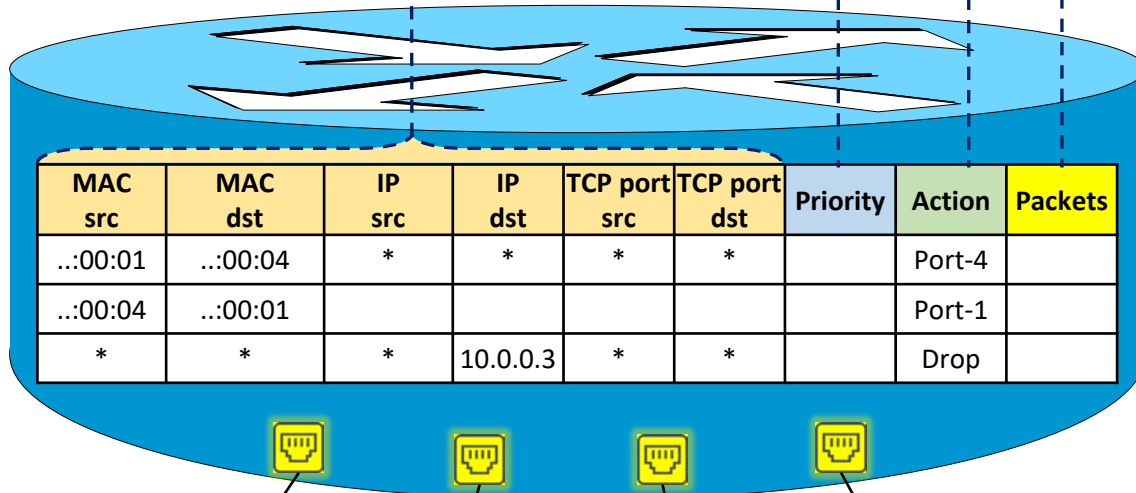 MAC src MAC dst IP src IP dst TCP port src TCP port dst Priority Action Packets
..:00:01 ..:00:04 * * * * Port-4
..:00:04 ..:00:01 Port-1
* * * 10.0.0.3 * * Drop